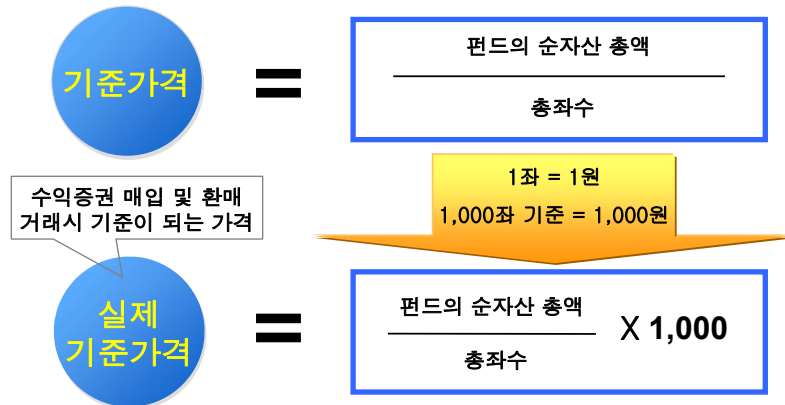 기준가격
=
펀드의 순자산 총액
총좌수
1좌 = 1원
1,000좌 기준 = 1,000원
수익증권 매입 및 환매
거래시 기준이 되는 가격
실제
기준가격
=
펀드의 순자산 총액
총좌수
X 1,000